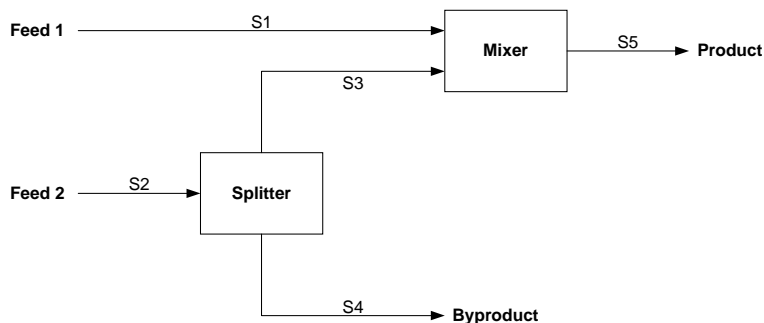 Feed 1
S1
Mixer
S5
Product
S3
Feed 2
S2
Splitter
S4
Byproduct